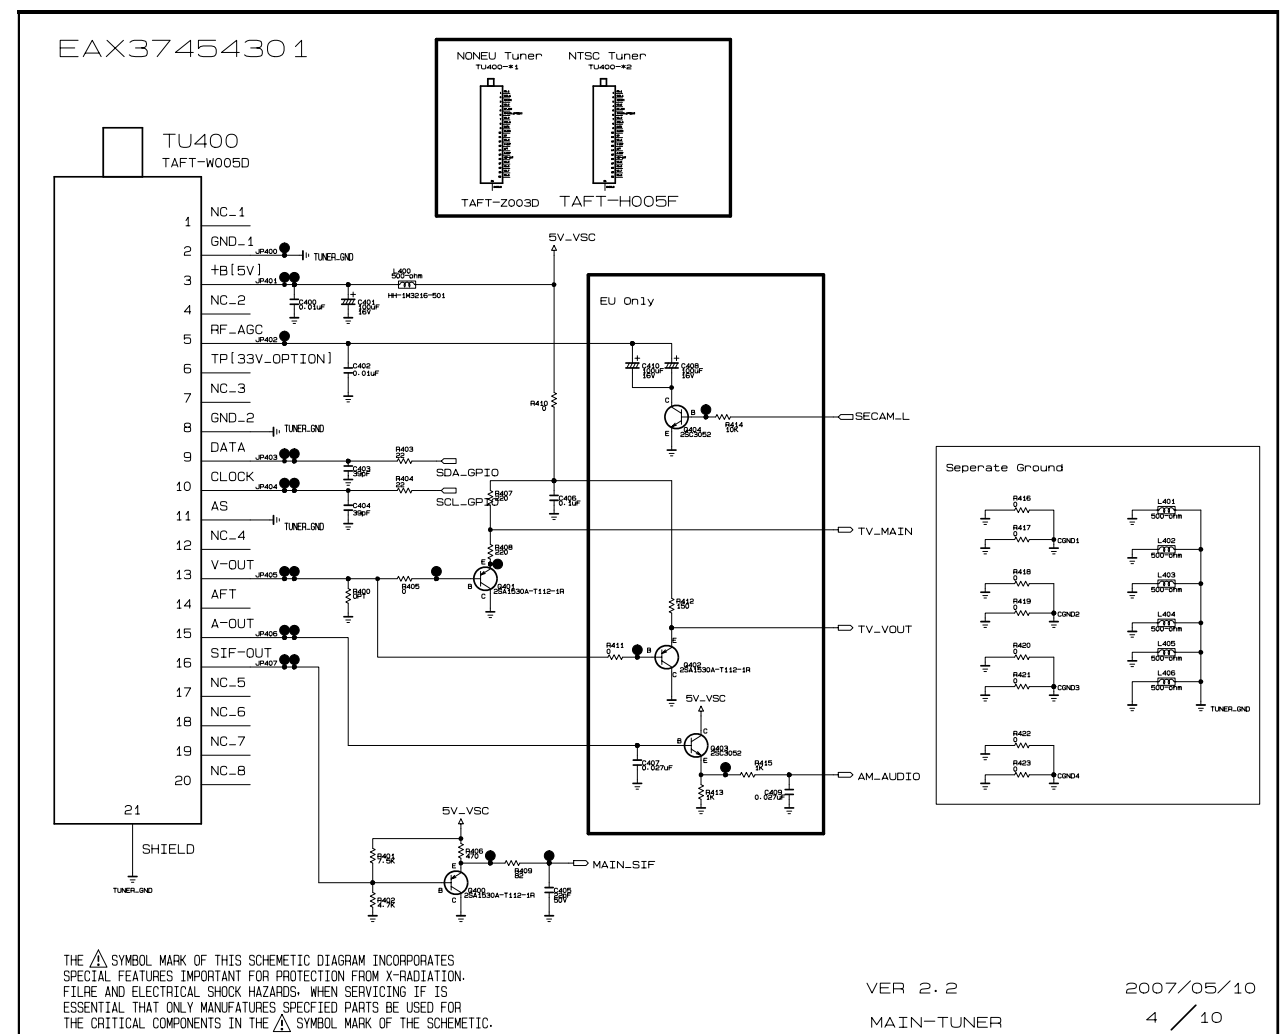 EAX37454301
NONEU Tuner
TU400-*1
NTSC Tuner
TU400-*2
TAFT-Z003D
TAFT-H005F
TU400
TAFT-W005D
1 NC_1
2 GND_1 JP400 TUNER_GND
3 +B[5V] JP401
4 NC_2
5 RF_AGC JP402
6 TP[33V_OPTION]
7 NC_3
8 GND_2 TUNER_GND
9 DATA JP403
10 CLOCK JP404
11 AS TUNER_GND
12 NC_4
13 V-OUT JP405
14 AFT
15 A-OUT JP406
16 SIF-OUT JP407
17 NC_5
18 NC_6
19 NC_7
20 NC_8
21
SHIELD
TUNER_GND
C400
0.01uF
C401
100uF
16V
L400
500-ohm
HH-1M3216-501
5V_VSC
C402
0.01uF
R410
0
C403
39pF
R403
22
SDA_GPIO
C404
39pF
R404
22
SCL_GPIO
R407
220
C406
0.1uF
R408
220
R400
OPT
R405
0
E
B
C
Q401
2SA1530A-T112-1R
EU Only
C410
100uF
16V
C408
100uF
16V
C
B
E
Q404
2SC3052
R414
10K
SECAM_L
TV_MAIN
R412
150
TV_VOUT
R411
0
E
B
C
Q402
2SA1530A-T112-1R
5V_VSC
C
B
E
Q403
2SC3052
C407
0.027uF
R413
1K
R415
1K
C409
0.027uF
AM_AUDIO
5V_VSC
R401
7.5K
R402
4.7K
R406
470
E
B
C
Q400
2SA1530A-T112-1R
R409
82
C405
22pF
50V
MAIN_SIF
Seperate Ground
R416
0
R417
0
CGND1
R418
0
R419
0
CGND2
R420
0
R421
0
CGND3
R422
0
R423
0
CGND4
L401
500-ohm
L402
500-ohm
L403
500-ohm
L404
500-ohm
L405
500-ohm
L406
500-ohm
TUNER_GND
THE ⚠ SYMBOL MARK OF THIS SCHEMETIC DIAGRAM INCORPORATES
SPECIAL FEATURES IMPORTANT FOR PROTECTION FROM X-RADIATION.
FILRE AND ELECTRICAL SHOCK HAZARDS, WHEN SERVICING IF IS
ESSENTIAL THAT ONLY MANUFATURES SPECFIED PARTS BE USED FOR
THE CRITICAL COMPONENTS IN THE ⚠ SYMBOL MARK OF THE SCHEMETIC.
VER 2.2
2007/05/10
MAIN-TUNER
4 / 10